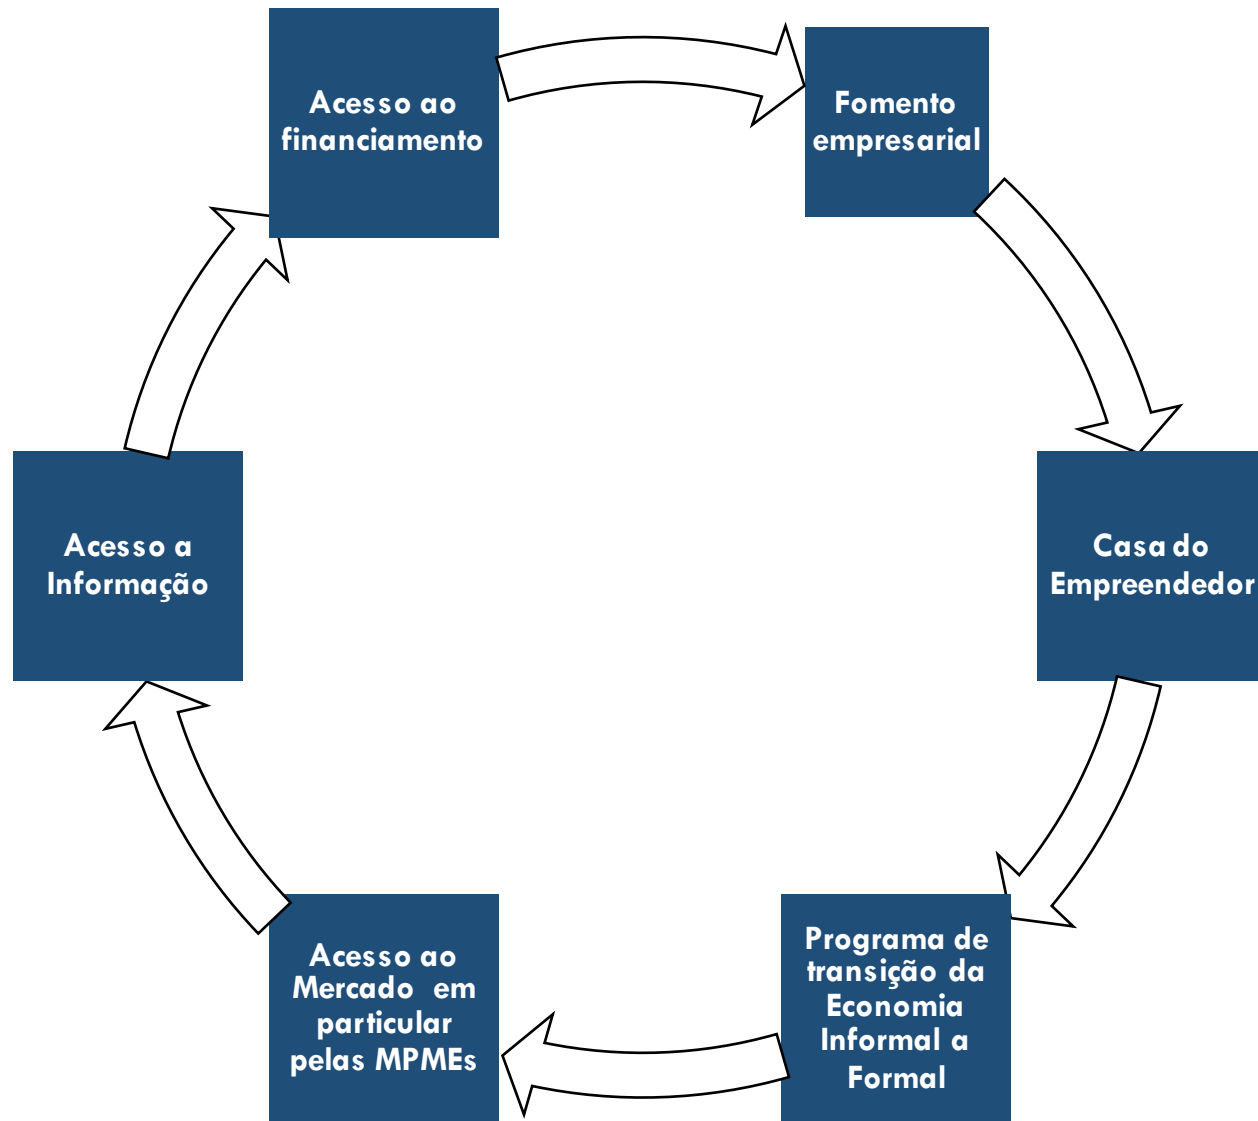 Acesso ao
financiamento
Fomento
empresarial
Casa do
Empreendedor
Programa de
transição da
Economia
Informal a
Formal
Acesso ao
Mercado em
particular
pelas MPMEs
Acesso a
Informação